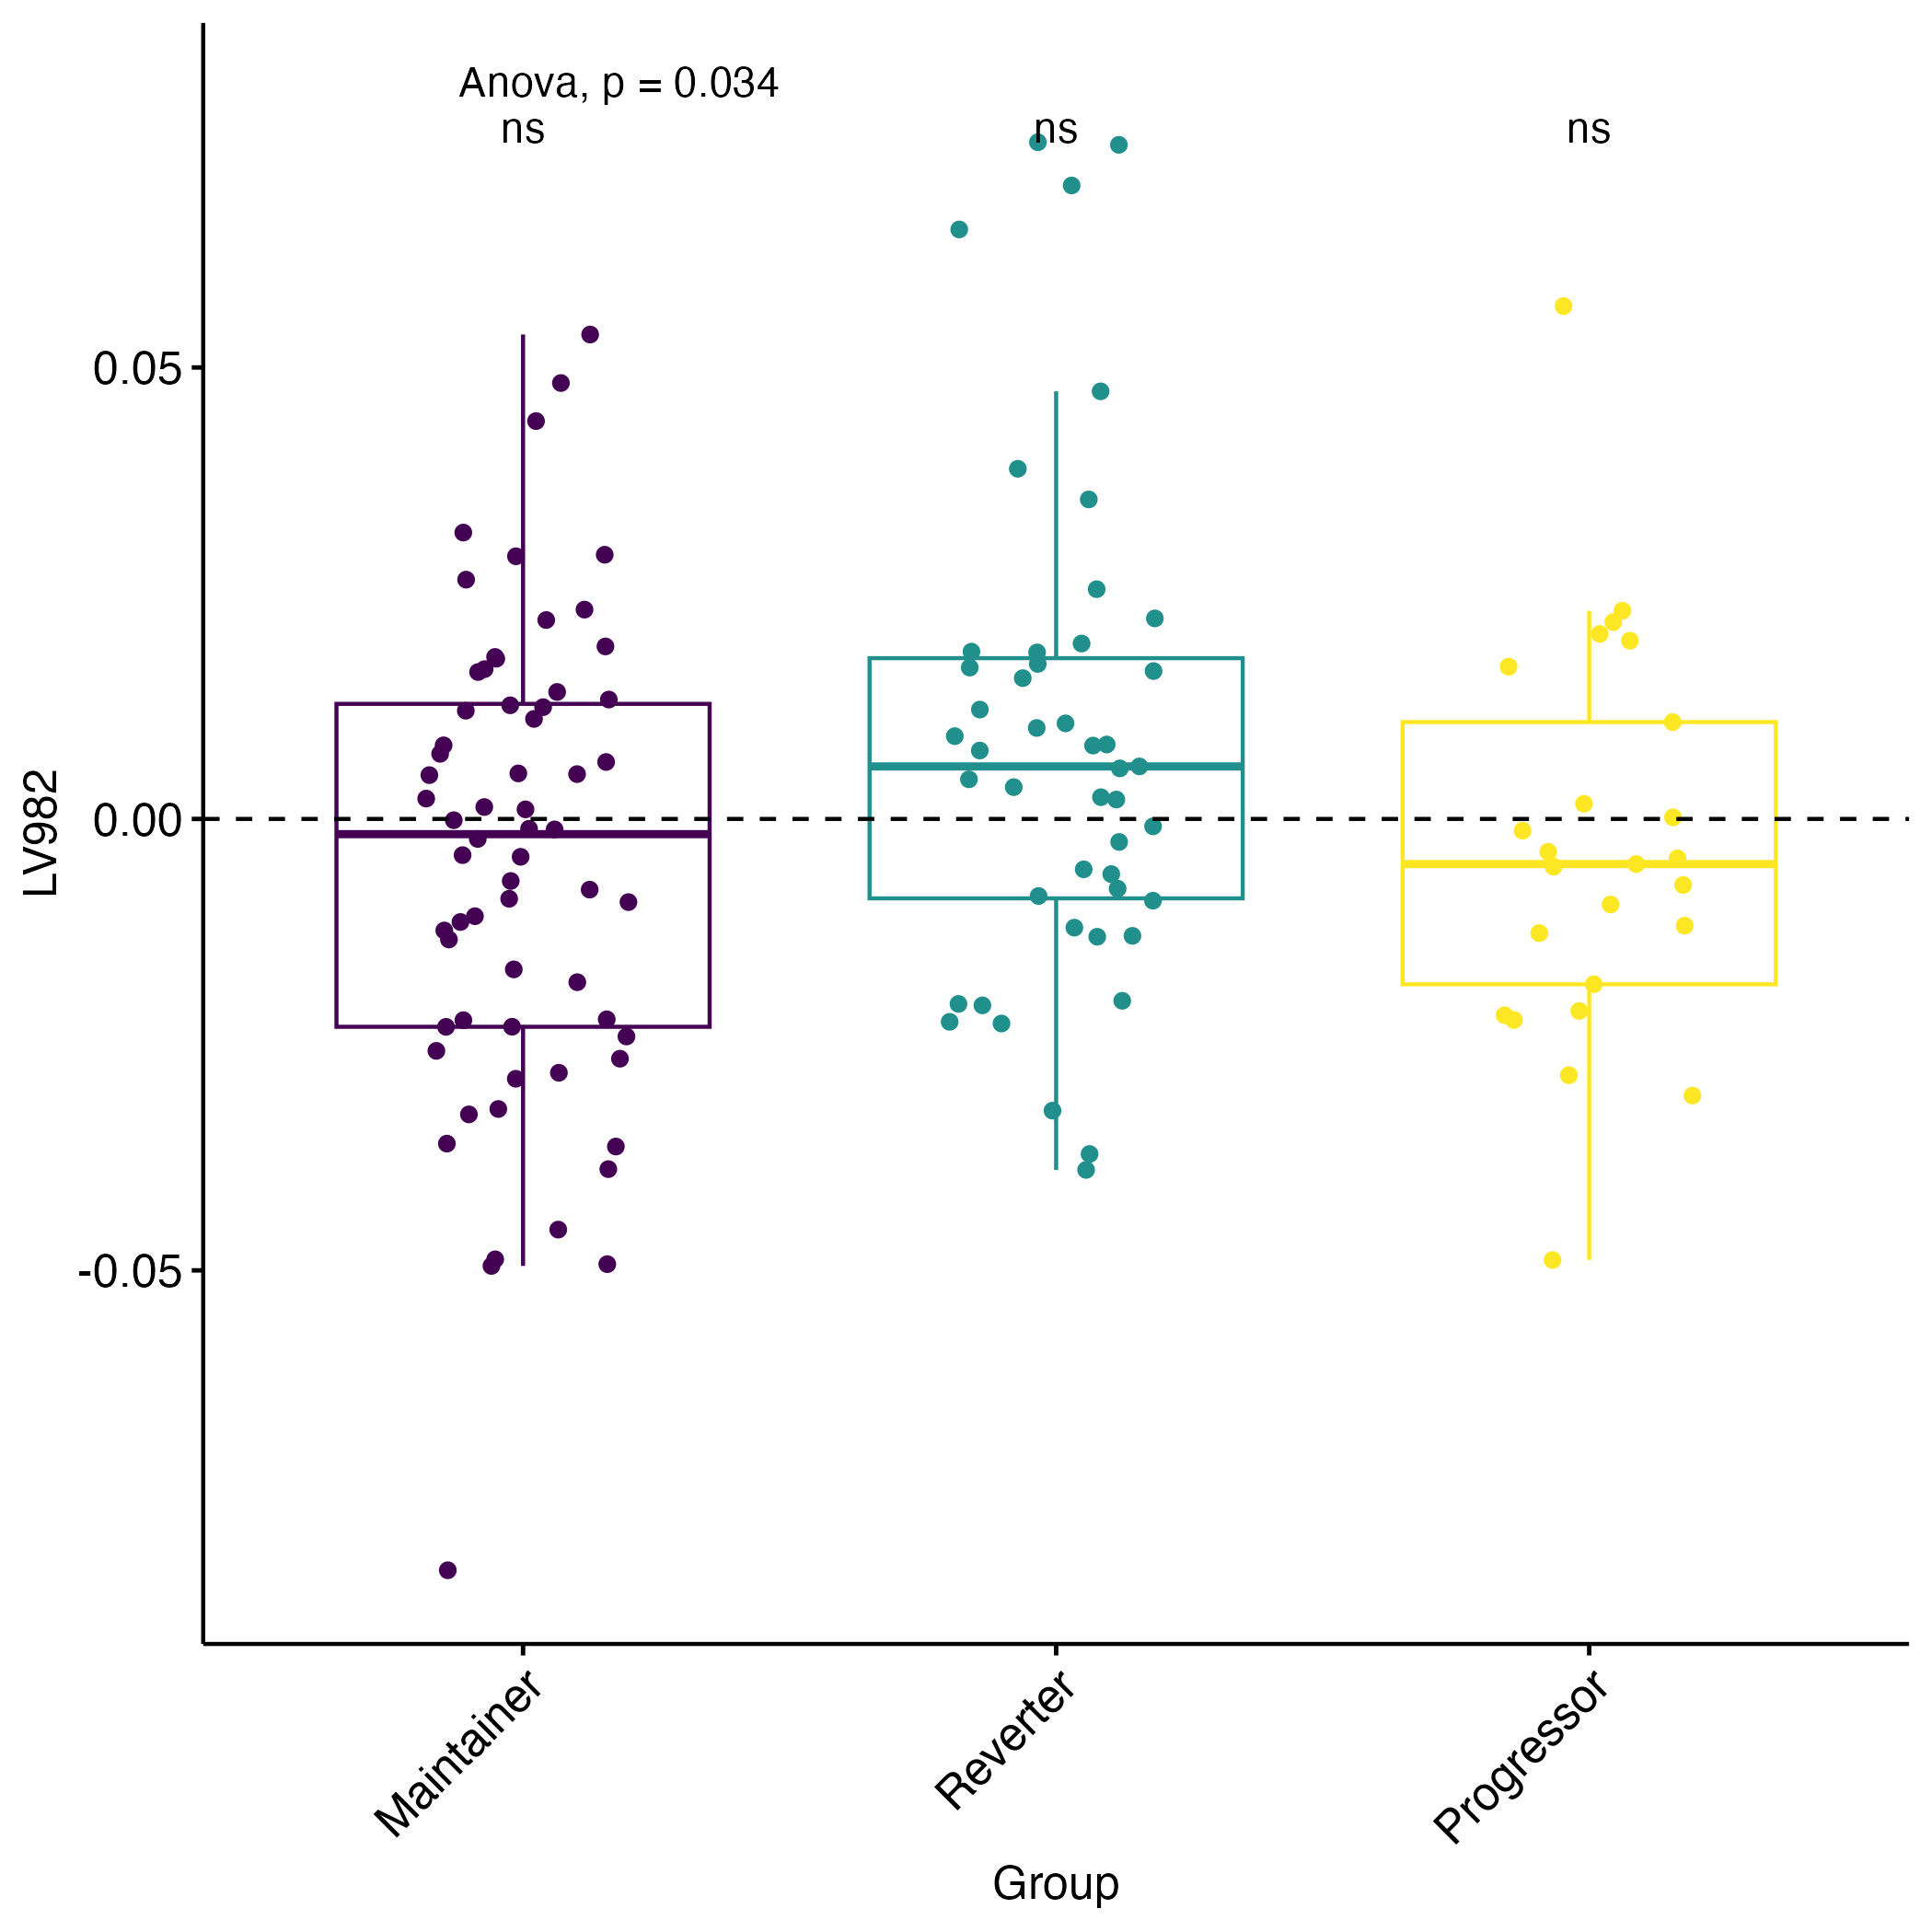 Anova, p = 0.034
ns
ns
ns
0.05
0.00
-0.05
LV982
Maintainer
Reverter
Progressor
Group